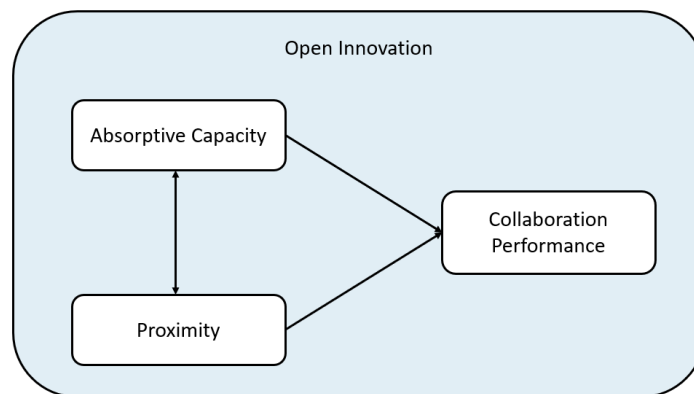 Open Innovation
Absorptive Capacity
Collaboration
Performance
Proximity